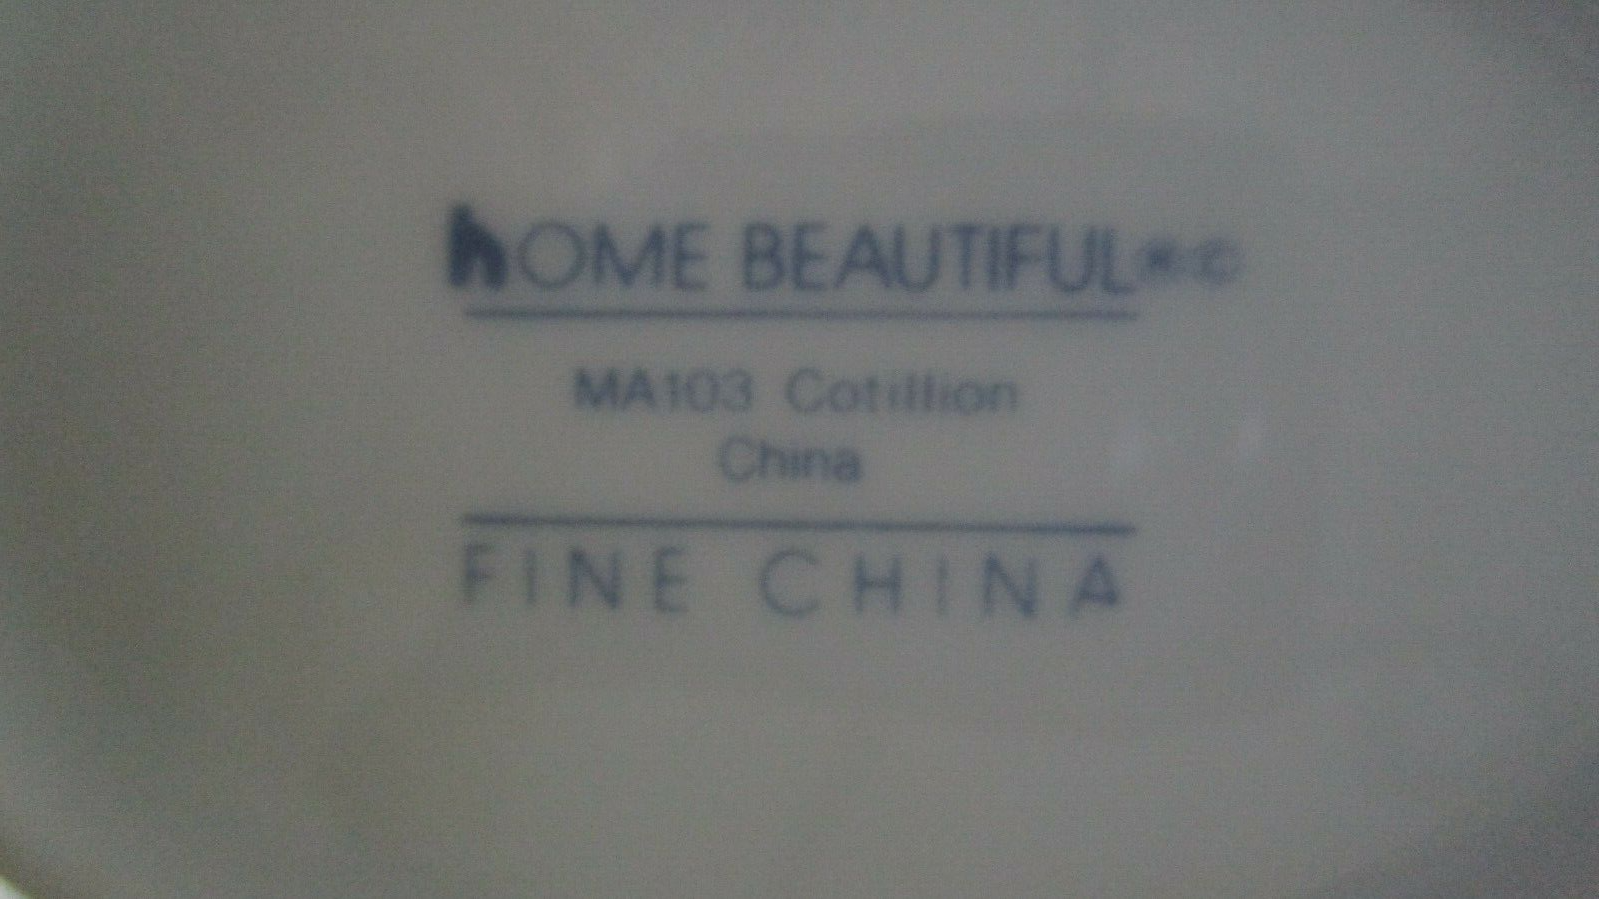 hOME BEAUTIFUL®©
MA103 Cotillion
China
FINE CHINA